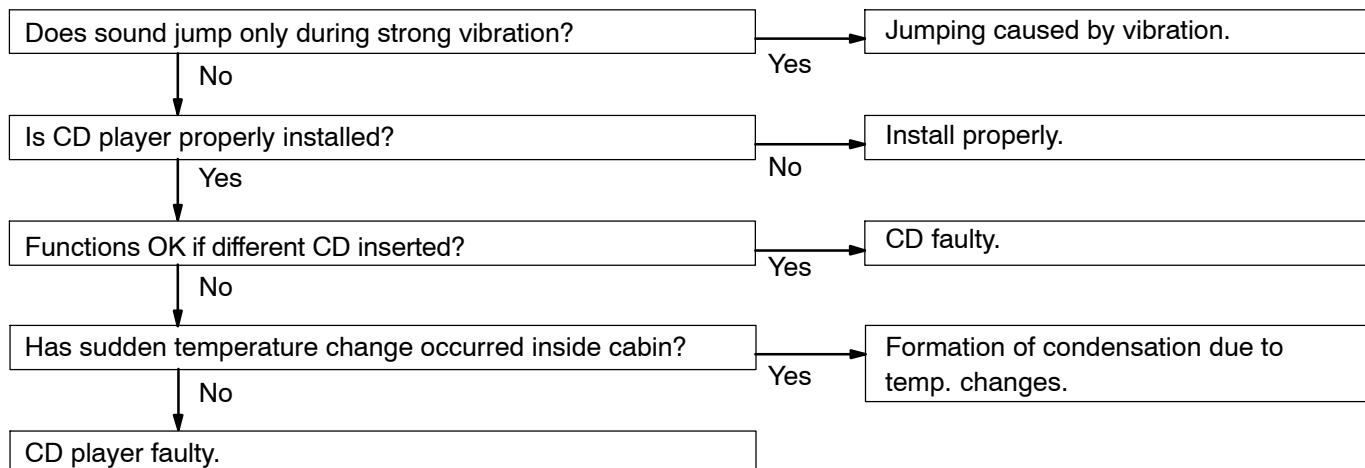 Does sound jump only during strong vibration?
Yes
Jumping caused by vibration.
No
Is CD player properly installed?
No
Install properly.
Yes
Functions OK if different CD inserted?
Yes
CD faulty.
No
Has sudden temperature change occurred inside cabin?
Yes
Formation of condensation due to
temp. changes.
No
CD player faulty.